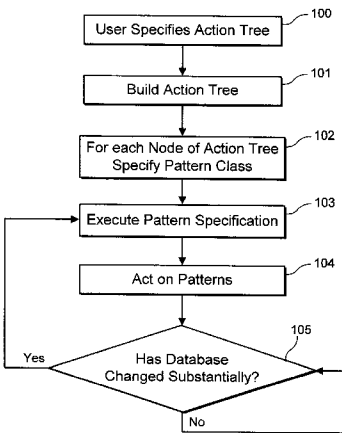 100
User Specifies Action Tree
101
Build Action Tree
102
For each Node of Action Tree
Specify Pattern Class
103
Execute Pattern Specification
104
Act on Patterns
105
Has Database
Changed Substantially?
Yes
No